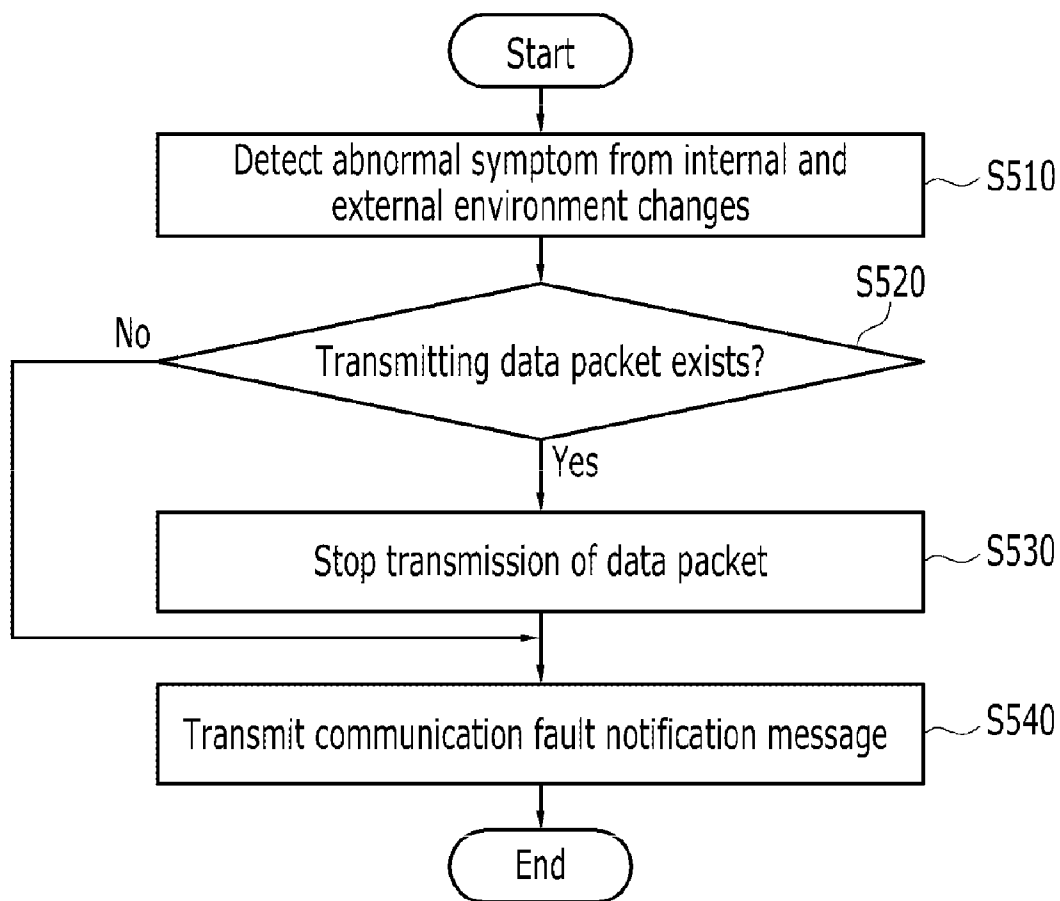 Start
Detect abnormal symptom from internal and
external environment changes
S510
S520
No
Transmitting data packet exists?
Yes
Stop transmission of data packet
S530
Transmit communication fault notification message
S540
End